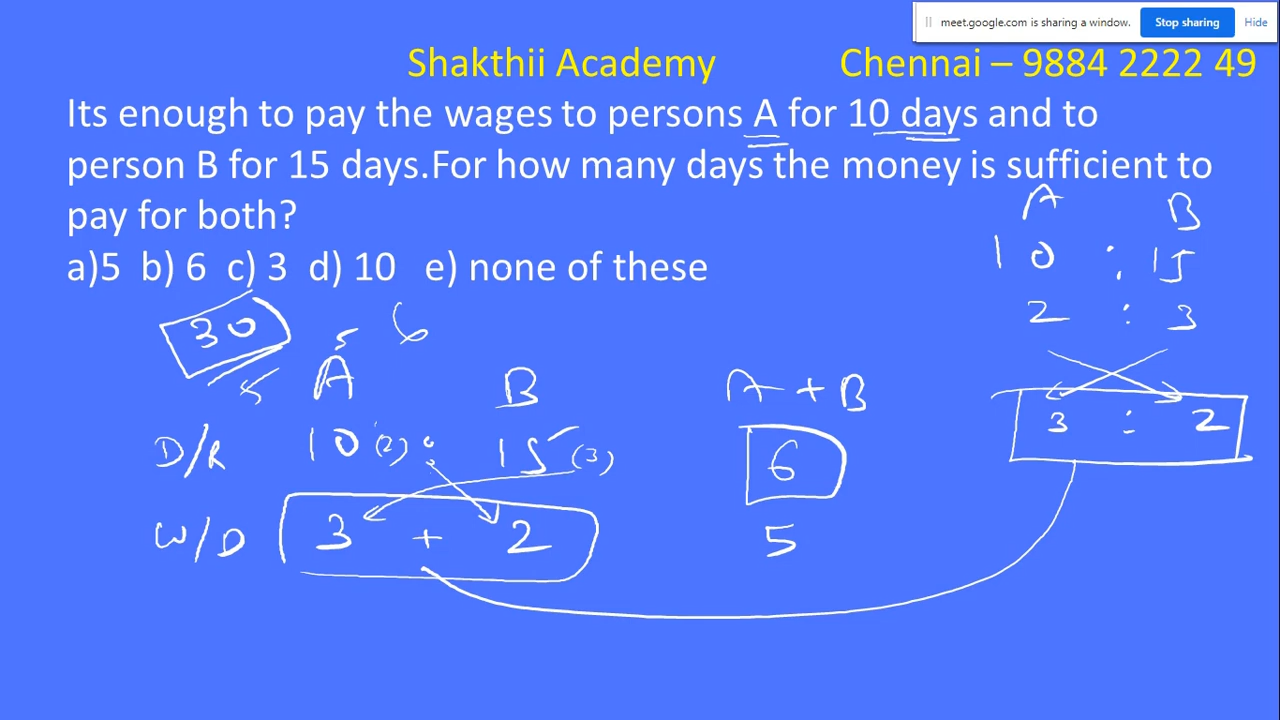 meet.google.com is sharing a window. Stop sharing Hide
Shakthii Academy Chennai – 9884 2222 49
Its enough to pay the wages to persons A for 10 days and to
person B for 15 days.For how many days the money is sufficient to
pay for both?
a)5 b) 6 c) 3 d) 10 e) none of these
A B
10 : 15
2 : 3
3 : 2
30 5 6
5 A B A + B
D/R 10 (2) : 15 (3) 6
W/D 3 + 2 5